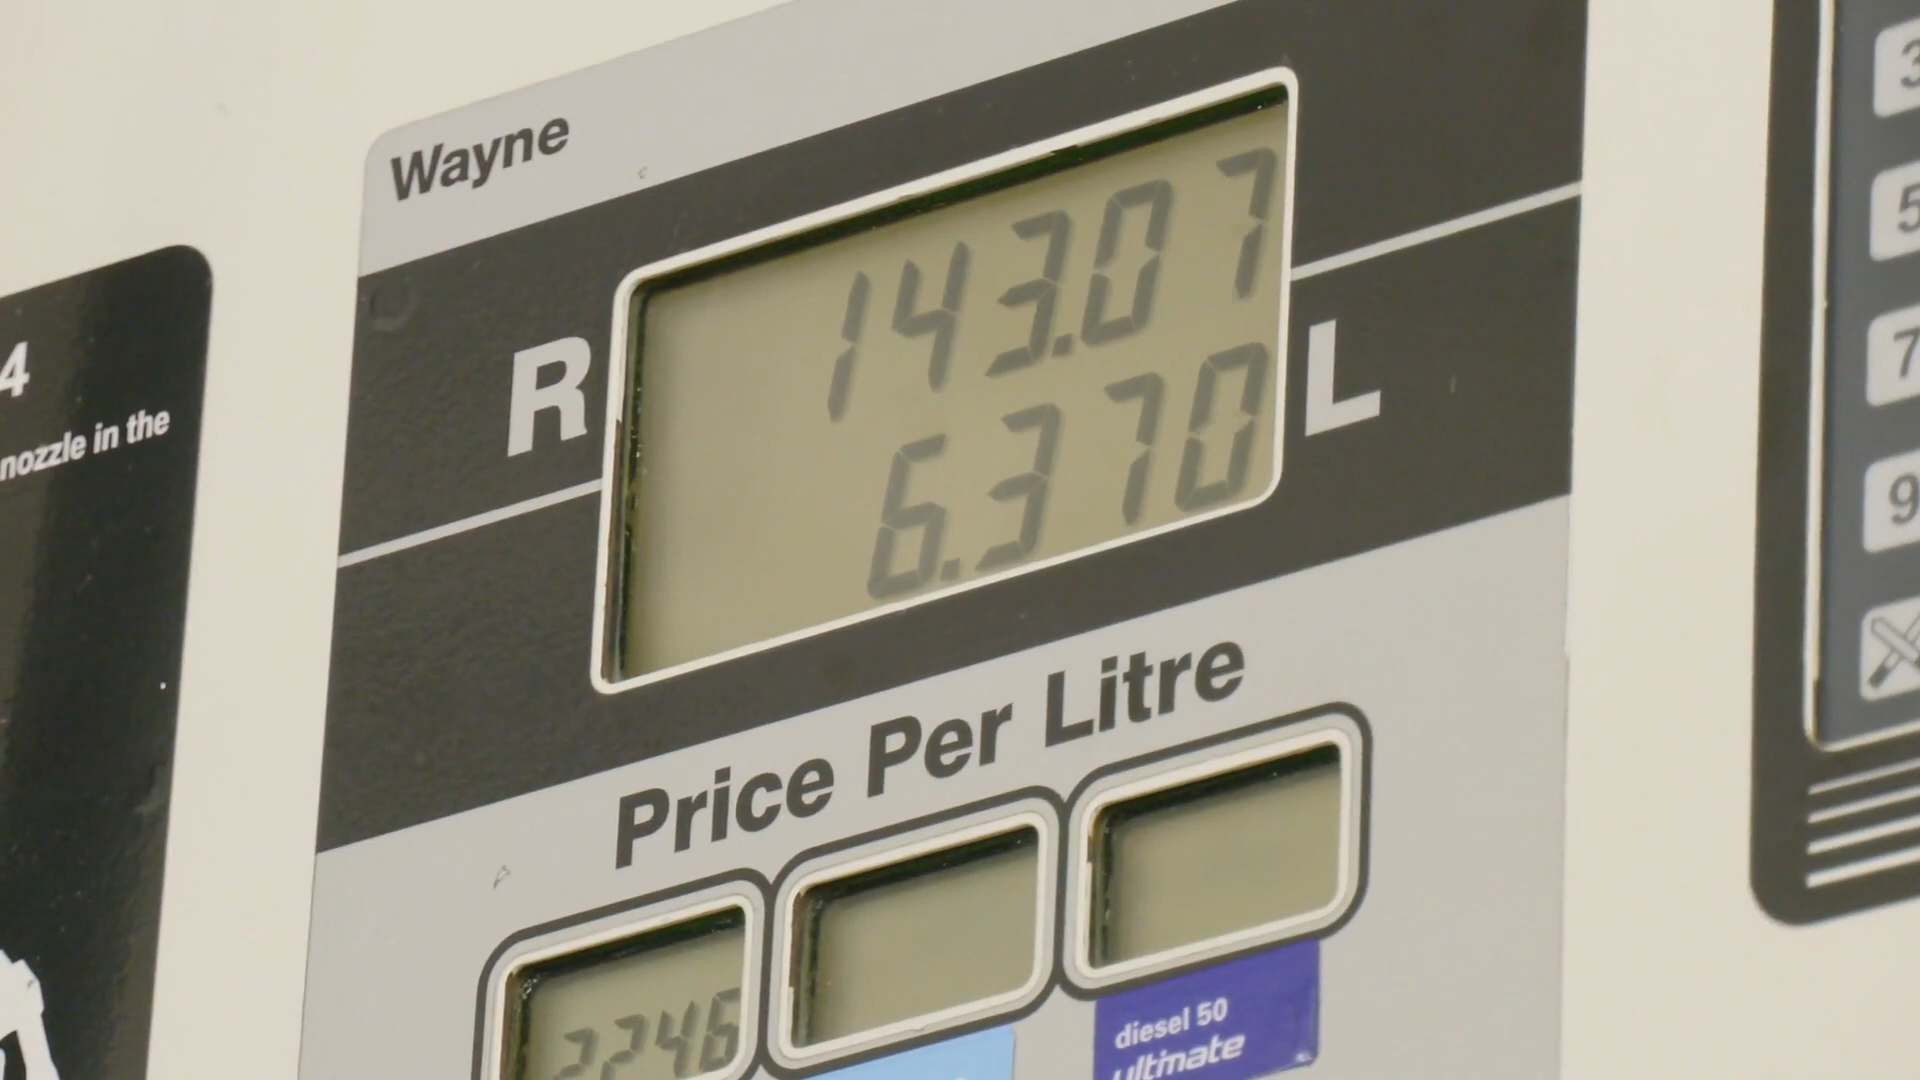 Wayne
4
nozzle in the
R
143.07
L
6.370
Price Per Litre
2246
diesel 50
ultimate
3
5
7
9